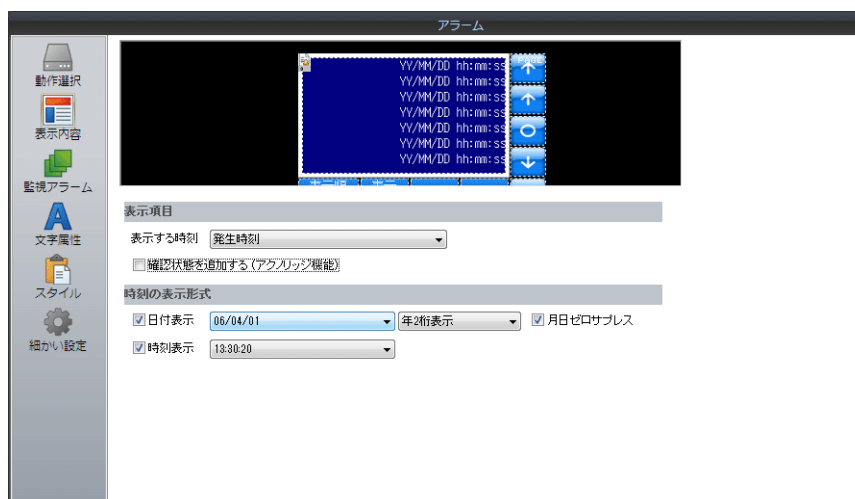 アラーム
動作選択
表示内容
監視アラーム
文字属性
スタイル
細かい設定
YY/MM/DD hh:mm:ss
YY/MM/DD hh:mm:ss
YY/MM/DD hh:mm:ss
YY/MM/DD hh:mm:ss
YY/MM/DD hh:mm:ss
YY/MM/DD hh:mm:ss
YY/MM/DD hh:mm:ss
PAGE
表示項目
表示する時刻 発生時刻
確認状態を追加する(アクノリッジ機能)
時刻の表示形式
日付表示 06/04/01 年2桁表示 月日ゼロサプレス
時刻表示 13:30:20